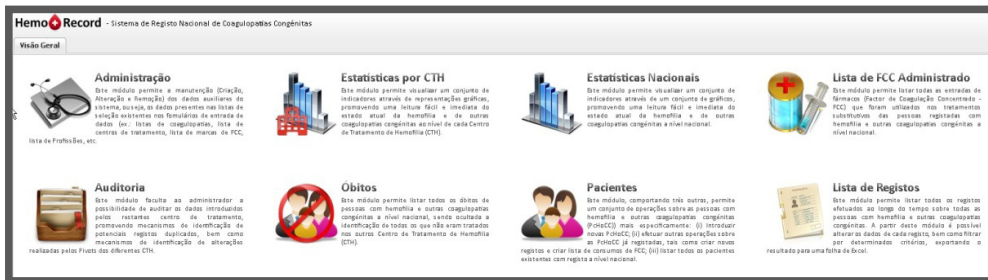 HemoRecord - Sistema de Registo Nacional de Coagulopatias Congénitas
Visão Geral
Administração
Este módulo permite a manutenção (Criação,
Alteração e Remoção) dos dados auxiliares do
sistema, ou seja, os dados presentes nas listas de
seleção existentes nos fomulários de entrada de
dados (ex.: listas de coagulopatias, lista de
centros de tratamento, lista de marcas de FCC,
lista de Profissões, etc.
Estatísticas por CTH
Este módulo permite visualizar um conjunto de
indicadores através de representações gráficas,
promovendo uma leitura fácil e imediata do
estado atual da hemofilia e de outras
coagulopatias congénitas ao nível de cada Centro
de Tratamento de Hemofilia (CTH).
Estatísticas Nacionais
Este módulo permite visualizar um conjunto de
indicadores através de um conjunto de gráficos,
promovendo uma leitura fácil e imediata do
estado actual da hemofilia e de outras
coagulopatias congénitas a nível nacional.
Lista de FCC Administrado
Este módulo permite listar todas as entradas de
fármacos (Factor de Coagulação Concentrado -
FCC) que foram utilizados nos tratamentos
substitutivos das pessoas registadas com
hemofilia e outras coagulopatias congénitas a
nível nacional.
Auditoria
Este módulo faculta ao administrador a
possibilidade de auditar os dados introduzidos
pelos restantes centro de tratamento,
promovendo mecanismos de identificação de
potenciais registos duplicados, bem como
mecanismos de identificação de alterações
realizadas pelos Pivots dos diferentes CTH.
Óbitos
Este módulo permite listar todos os óbitos de
pessoas com hemofilia e outras coagulopatias
congénitas a nível nacional, sendo ocultada a
identificação de todos os que não eram tratados
nos outros Centro de Tratamento de Hemofilia
(CTH).
Pacientes
Este módulo, comportando três outros, permite
um conjunto de operações sobre as pessoas com
hemofilia e outras coagulopatias congénitas
(PcHoCC)) mais especificamente: (i) Introduzir
novas PcHoCC; (ii) efetuar outras operações sobre
as PcHoCC já registadas, tais como criar novos
registos e criar lista de consumos de FCC; (iii) listar todos os pacientes
existentes com registo a nível nacional.
Lista de Registos
Este módulo permite listar todos os registos
efetuados ao longo do tempo sobre todas as
pessoas com hemofilia e outras coagulopatias
congénitas. A partir deste módulo é possível
alterar os dados de cada registo, bem como filtrar
por determinados critérios, exportando o
resultado para uma folha de Excel.